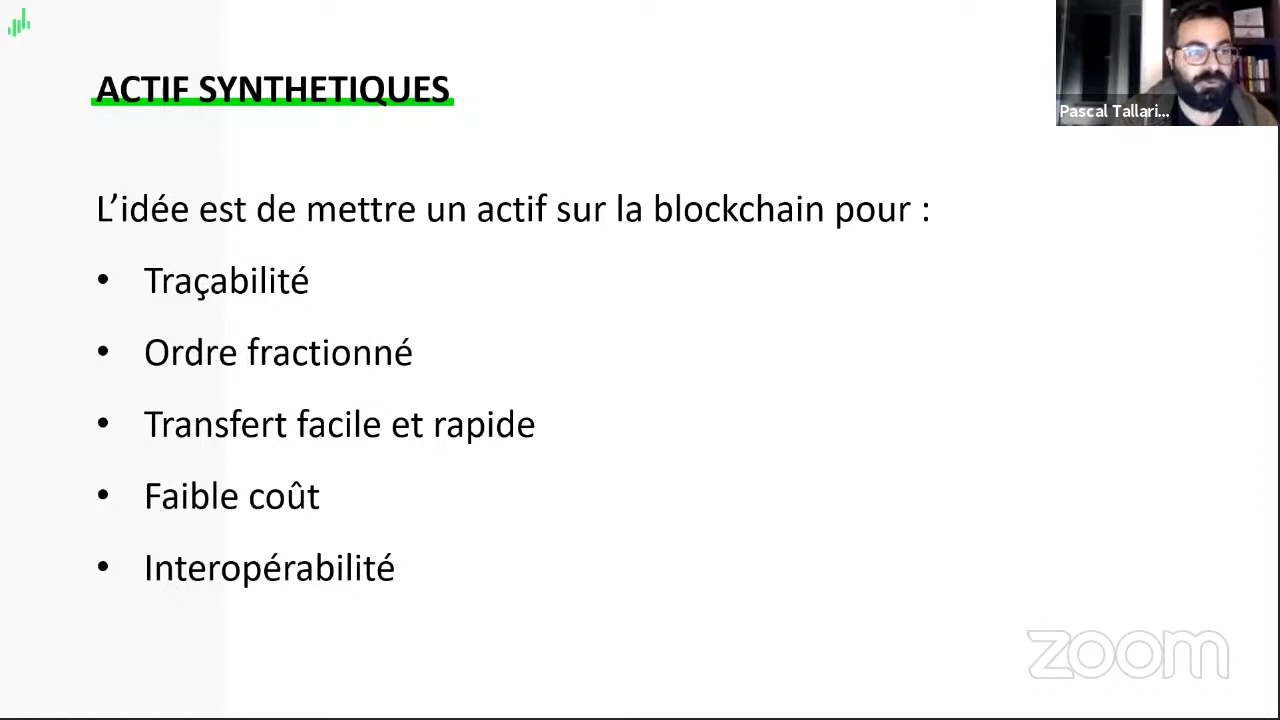 ACTIF SYNTHETIQUES
Pascal Tallari...
L’idée est de mettre un actif sur la blockchain pour :
• Traçabilité
• Ordre fractionné
• Transfert facile et rapide
• Faible coût
• Interopérabilité
zoom